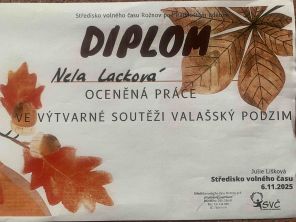 Středisko volného času Rožnov pod Radhoštěm
DIPLOM
Nela Lacková
OCENĚNÁ PRÁCE
VE VÝTVARNÉ SOUTĚŽI VALAŠSKÝ PODZIM
Julie Lišková
Středisko volného času
6.11.2025
SVČ